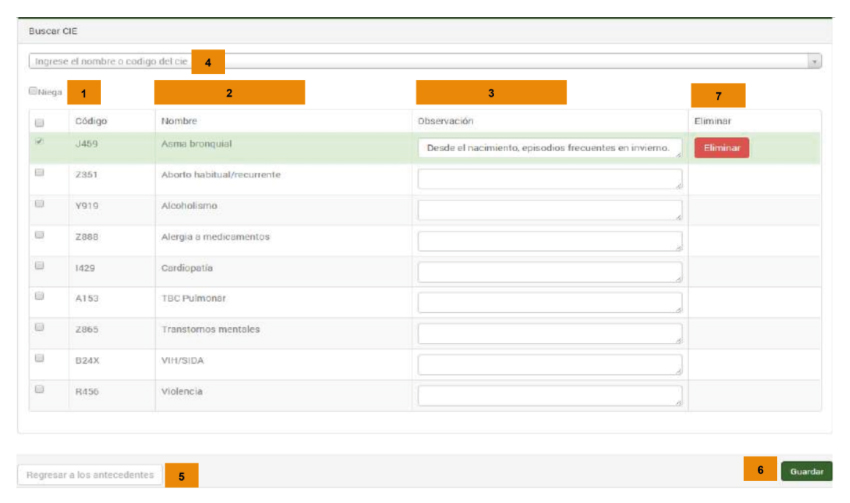 Buscar CIE
Ingrese el nombre o codigo del cie 4
Niega 1 2 3 7
Código Nombre Observación Eliminar
J459 Asma bronquial Desde el nacimiento, episodios frecuentes en invierno. Eliminar
Z351 Aborto habitual/recurrente
Y919 Alcoholismo
Z888 Alergia a medicamentos
I429 Cardiopatía
A153 TBC Pulmonar
Z865 Transtornos mentales
B24X VIH/SIDA
R456 Violencia
Regresar a los antecedentes 5 6 Guardar